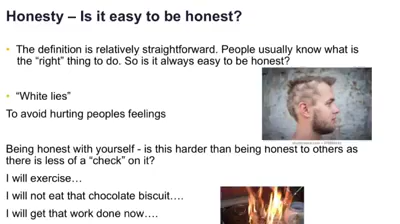 Honesty – Is it easy to be honest?
• The definition is relatively straightforward. People usually know what is
the “right” thing to do. So is it always easy to be honest?
• “White lies”
To avoid hurting peoples feelings
Being honest with yourself - is this harder than being honest to others as
there is less of a “check” on it?
I will exercise…
I will not eat that chocolate biscuit….
I will get that work done now….